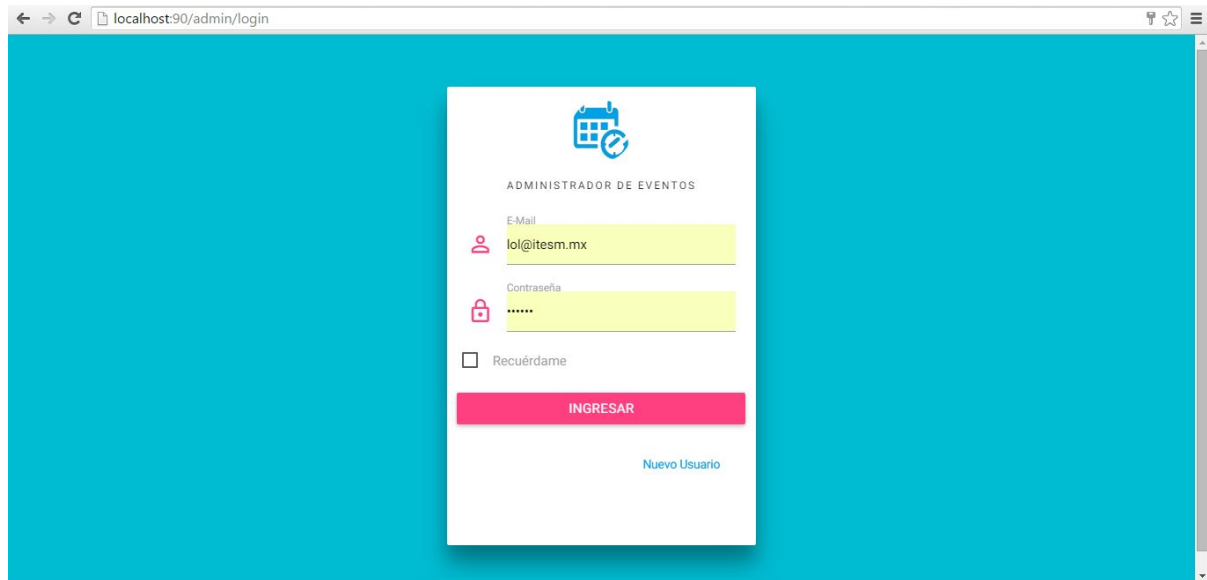 localhost:90/admin/login
ADMINISTRADOR DE EVENTOS
E-Mail
lol@itesm.mx
Contraseña
••••••
Recuérdame
INGRESAR
Nuevo Usuario